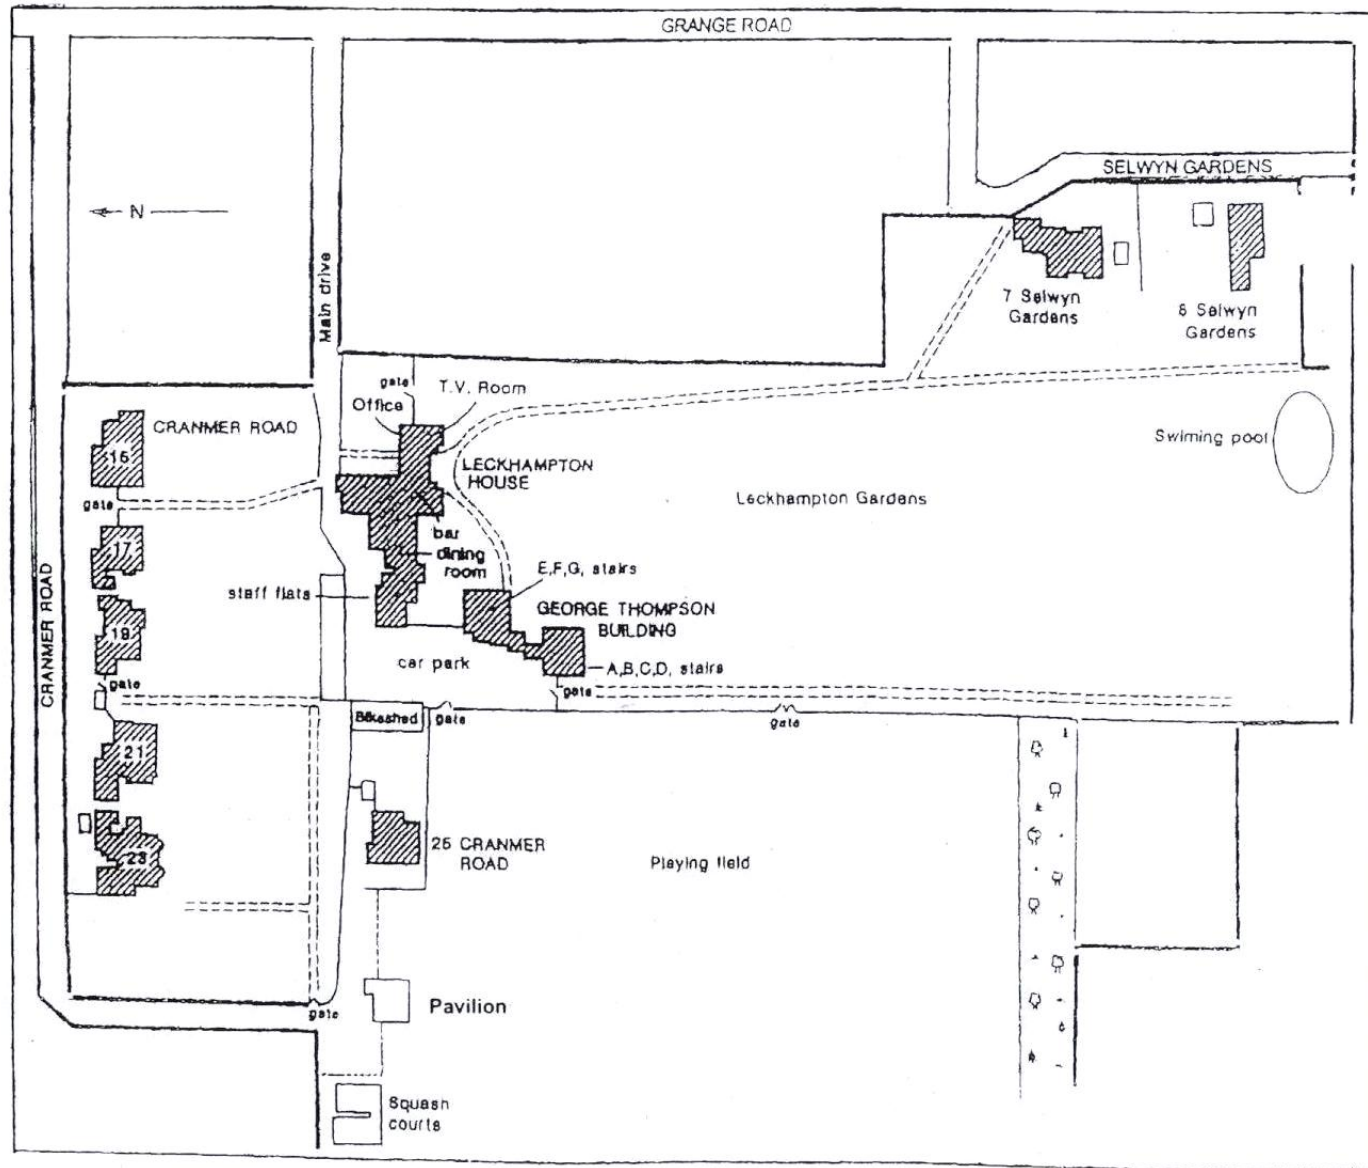 GRANGE ROAD
SELWYN GARDENS
N
Main drive
7 Selwyn
Gardens
8 Selwyn
Gardens
gate
T.V. Room
Office
CRANMER ROAD
16
Swiming pool
LECKHAMPTON
HOUSE
Leckhampton Gardens
gate
bar
17
dining
room
E,F,G, stairs
staff flats
CRANMER ROAD
GEORGE THOMPSON
BUILDING
19
car park
A,B,C,D, stairs
gate
gate
Bikeshed
gate
gate
21
25 CRANMER
ROAD
23
Playing field
Pavilion
gate
Squash
courts